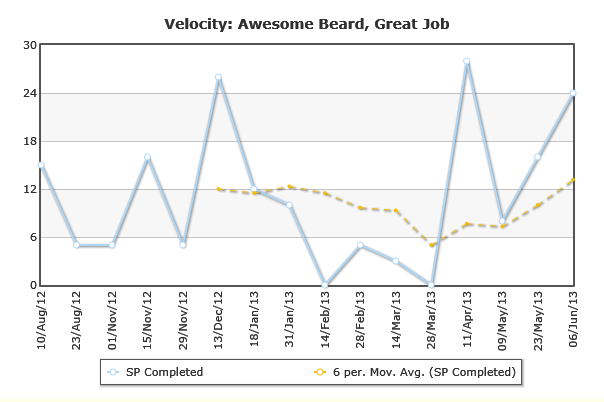 Velocity: Awesome Beard, Great Job
30
24
18
12
6
0
10/Aug/12
23/Aug/12
01/Nov/12
15/Nov/12
29/Nov/12
13/Dec/12
18/Jan/13
31/Jan/13
14/Feb/13
28/Feb/13
14/Mar/13
28/Mar/13
11/Apr/13
09/May/13
23/May/13
06/Jun/13
SP Completed
6 per. Mov. Avg. (SP Completed)